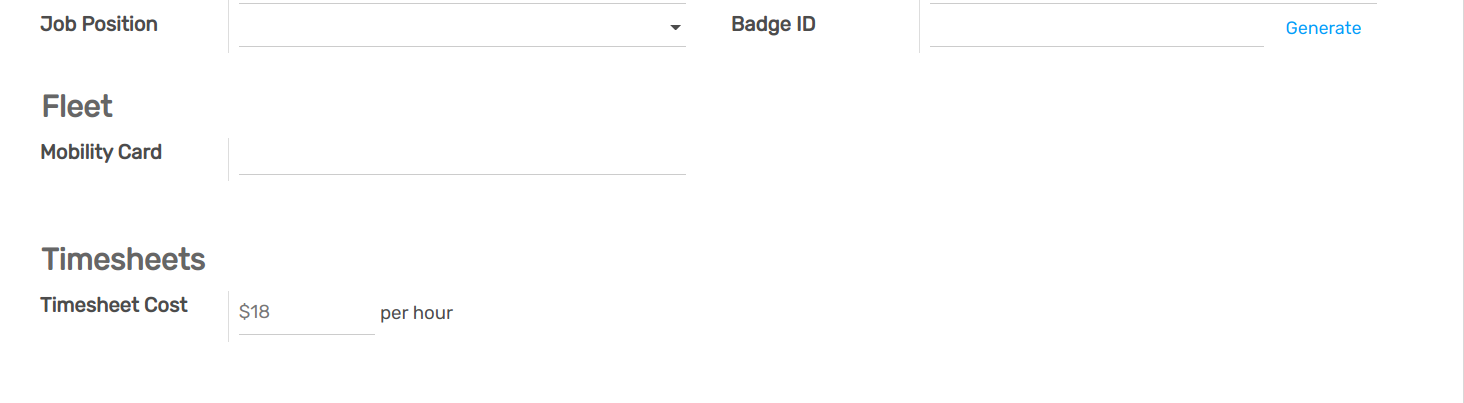 Job Position
Badge ID
Generate
Fleet
Mobility Card
Timesheets
Timesheet Cost
$18 per hour